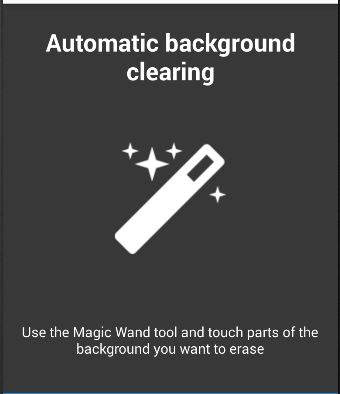 Automatic background
clearing
Use the Magic Wand tool and touch parts of the
background you want to erase